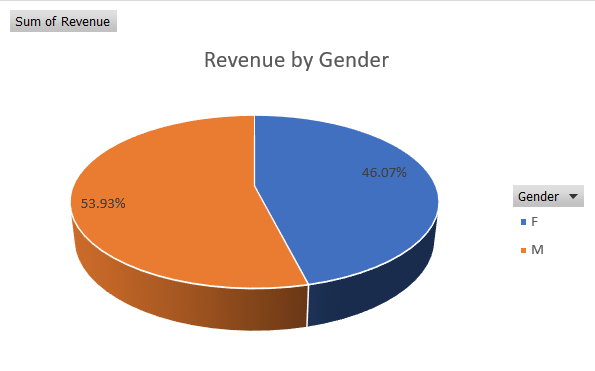 Sum of Revenue
Revenue by Gender
46.07%
53.93%
Gender
F
M